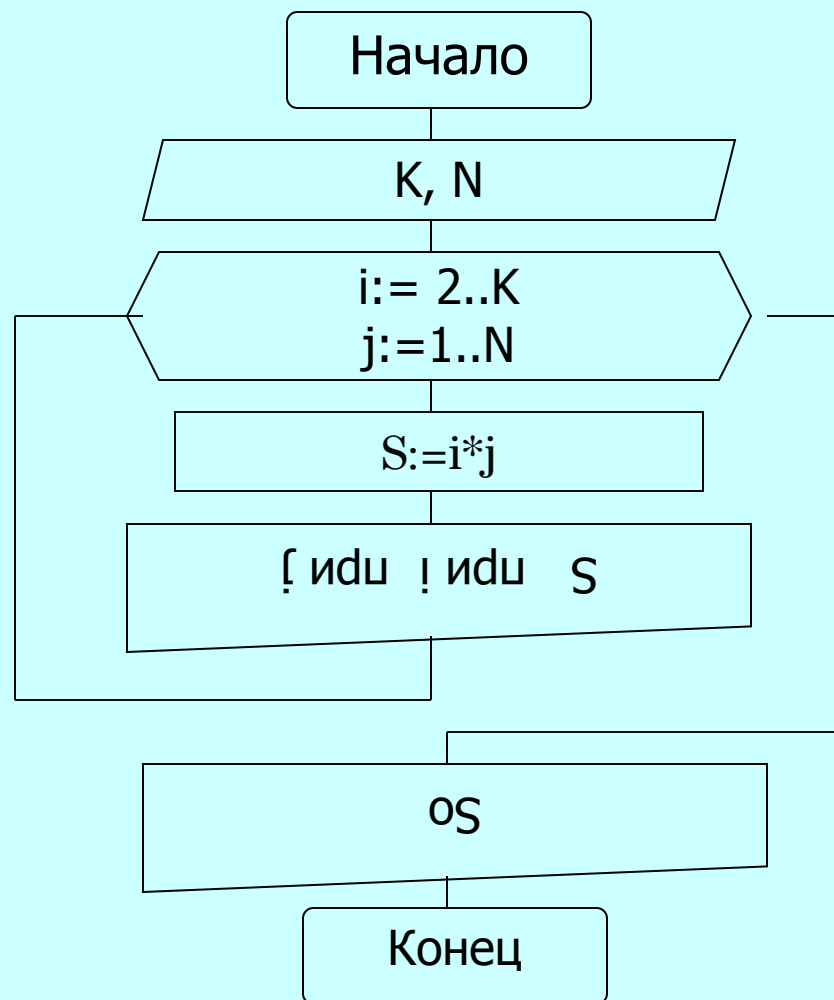 Начало
K, N
i:= 2..K
j:=1..N
S:=i*j
S при i при j
So
Конец